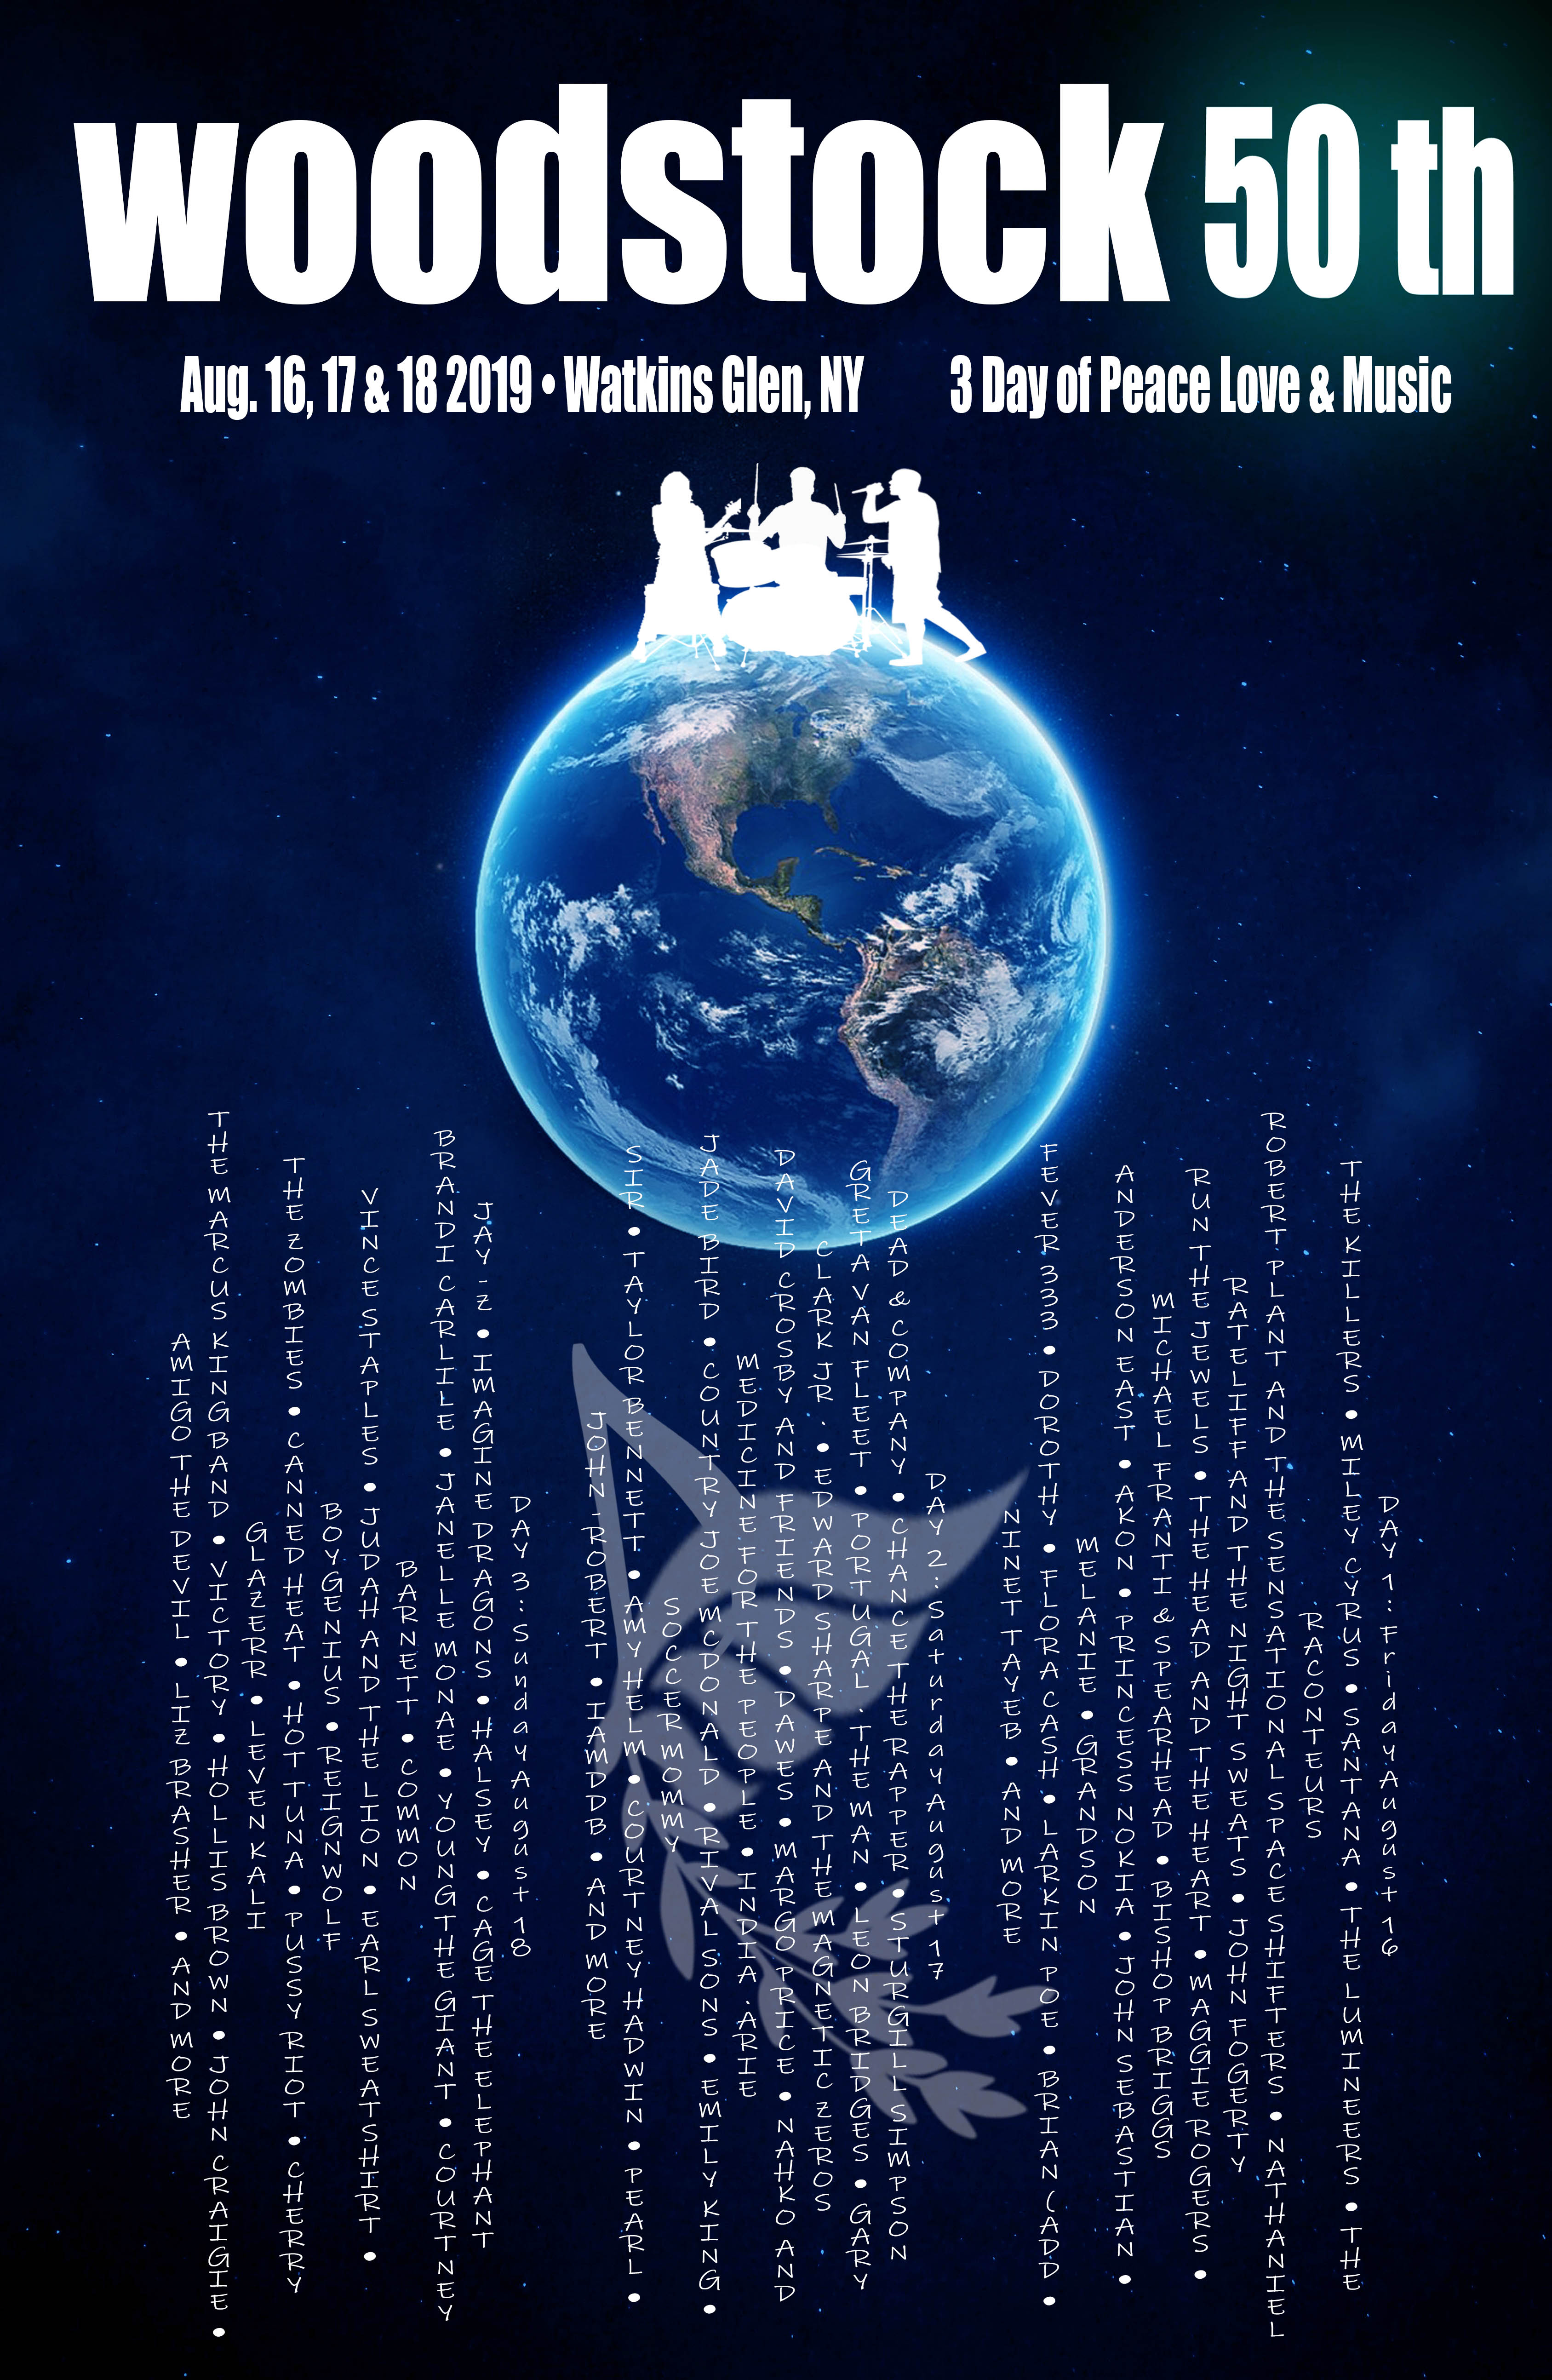 woodstock 50 th
Aug. 16, 17 & 18 2019 • Watkins Glen, NY 3 Day of Peace Love & Music
DAY 1: Friday August 16
THE KILLERS • MILEY CYRUS • SANTANA • THE LUMINEERS • THE
RACONTEURS
ROBERT PLANT AND THE SENSATIONAL SPACE SHIFTERS • NATHANIEL
RATELIFF AND THE NIGHT SWEATS • JOHN FOGERTY
RUN THE JEWELS • THE HEAD AND THE HEART • MAGGIE ROGERS •
MICHAEL FRANTI & SPEARHEAD • BISHOP BRIGGS
ANDERSON EAST • AKON • PRINCESS NOKIA • JOHN SEBASTIAN •
MELANIE • GRANDSON
FEVER 333 • DOROTHY • FLORA CASH • LARKIN POE • BRIAN CADD •
NINET TAYEB • AND MORE
DAY 2: Saturday August 17
DEAD & COMPANY • CHANCE THE RAPPER • STURGILL SIMPSON
GRETA VAN FLEET • PORTUGAL. THE MAN • LEON BRIDGES • GARY
CLARK JR. • EDWARD SHARPE AND THE MAGNETIC ZEROS
DAVID CROSBY AND FRIENDS • DAWES • MARGO PRICE • NAHKO AND
MEDICINE FOR THE PEOPLE • INDIA.ARIE
JADE BIRD • COUNTRY JOE MCDONALD • RIVAL SONS • EMILY KING •
SOCCER MOMMY
SIR • TAYLOR BENNETT • AMY HELM • COURTNEY HADWIN • PEARL •
JOHN-ROBERT • IAMDDB • AND MORE
DAY 3: Sunday August 18
JAY-Z • IMAGINE DRAGONS • HALSEY • CAGE THE ELEPHANT
BRANDI CARLILE • JANELLE MONAE • YOUNG THE GIANT • COURTNEY
BARNETT • COMMON
VINCE STAPLES • JUDAH AND THE LION • EARL SWEATSHIRT •
BOYGENIUS • REIGNWOLF
THE ZOMBIES • CANNED HEAT • HOT TUNA • PUSSY RIOT • CHERRY
GLAZERR • LEVEN KALI
THE MARCUS KING BAND • VICTORY • HOLLIS BROWN • JOHN CRAIGIE •
AMIGO THE DEVIL • LIZ BRASHER • AND MORE